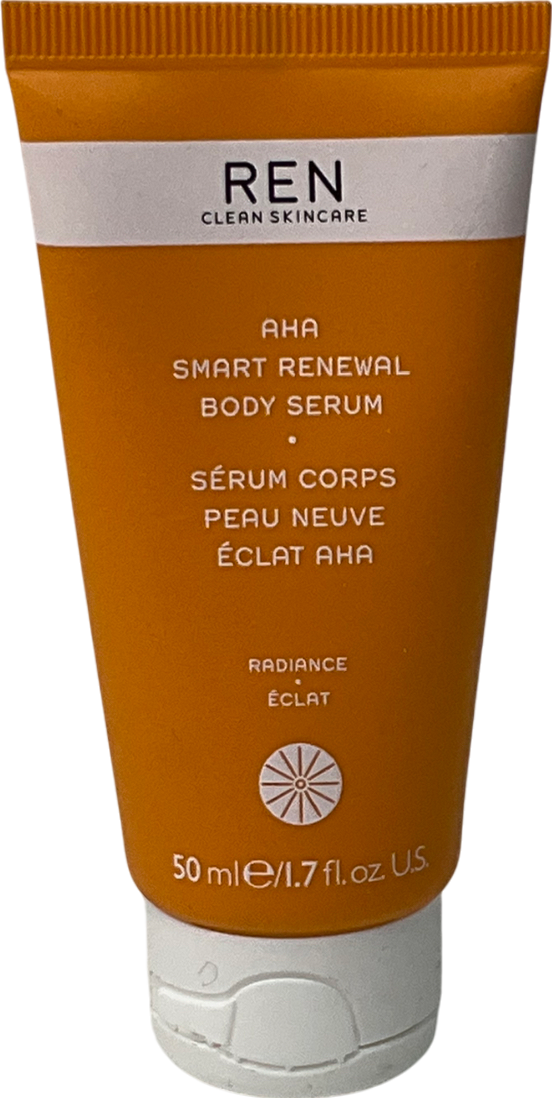 REN
CLEAN SKINCARE
AHA
SMART RENEWAL
BODY SERUM
•
SÉRUM CORPS
PEAU NEUVE
ÉCLAT AHA
RADIANCE
•
ÉCLAT
50 ml ℮/1.7 fl. oz. U.S.